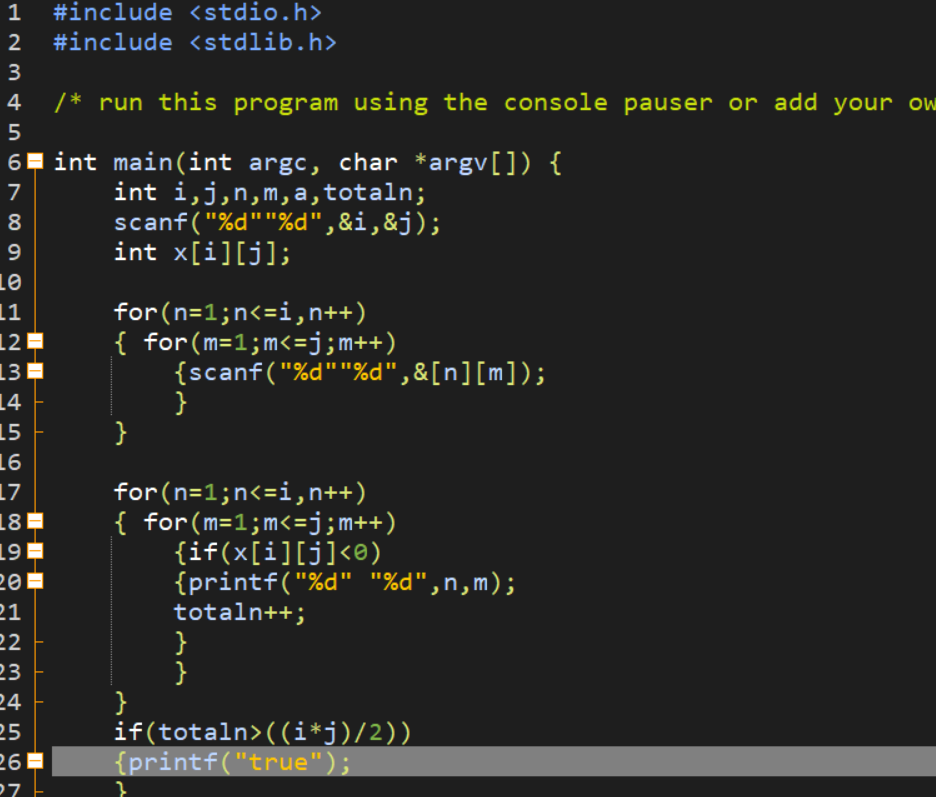 1 #include <stdio.h>
2 #include <stdlib.h>
3
4 /* run this program using the console pauser or add your ow
5
6 int main(int argc, char *argv[]) {
7 int i,j,n,m,a,totaln;
8 scanf("%d""%d",&i,&j);
9 int x[i][j];
10
11 for(n=1;n<=i,n++)
12 { for(m=1;m<=j;m++)
13 {scanf("%d""%d",&[n][m]);
14 }
15 }
16
17 for(n=1;n<=i,n++)
18 { for(m=1;m<=j;m++)
19 {if(x[i][j]<0)
20 {printf("%d" "%d",n,m);
21 totaln++;
22 }
23 }
24 }
25 if(totaln>((i*j)/2))
26 {printf("true");
27 }